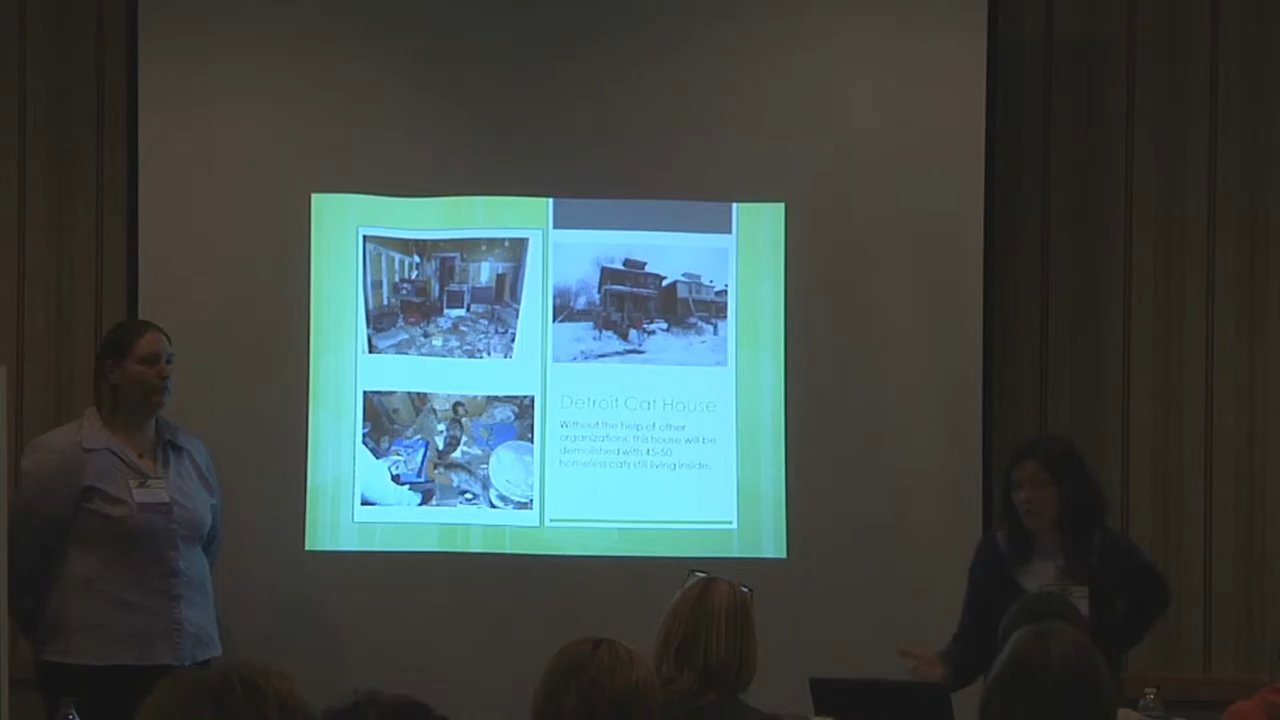 Detroit Cat House
Without the help of other
organizations, this house will be
demolished with 45-50
homeless cats still living inside.